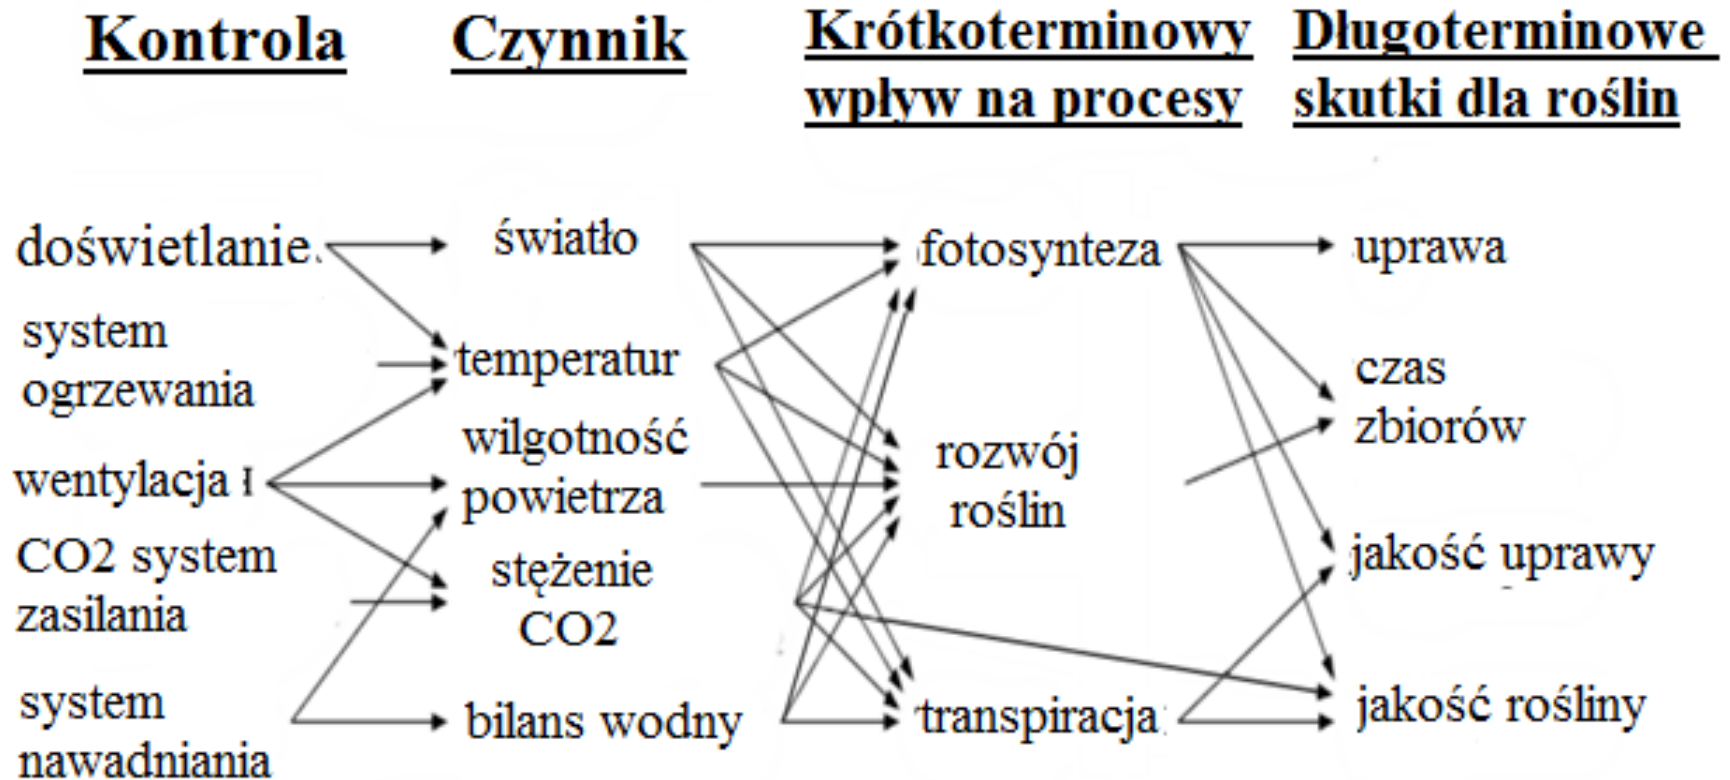 Kontrola
Czynnik
Krótkoterminowy
wpływ na procesy
Długoterminowe
skutki dla roślin
doświetlanie.
system
ogrzewania
wentylacja
CO2 system
zasilania
system
nawadniania
światło
temperatur
wilgotność
powietrza
stężenie
CO2
bilans wodny
fotosynteza
rozwój
roślin
transpiracja
uprawa
czas
zbiorów
jakość uprawy
jakość rośliny